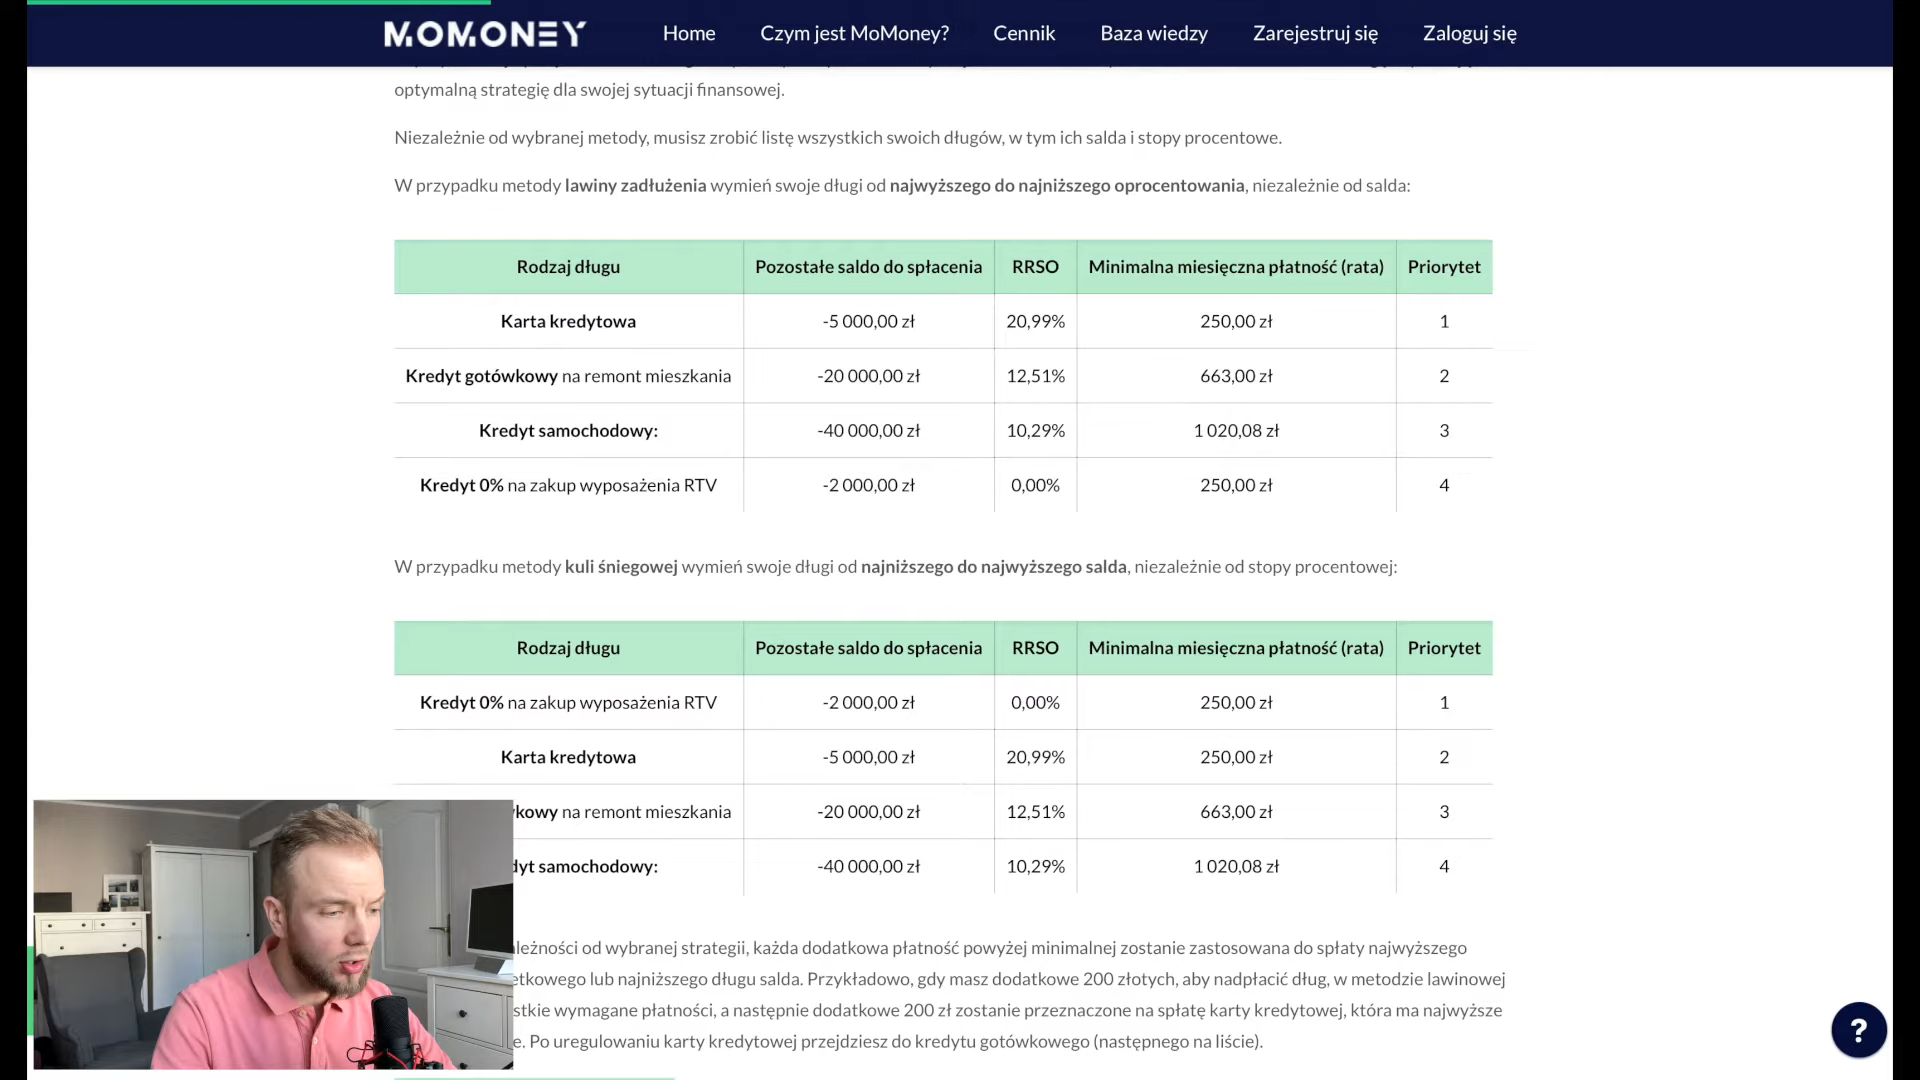 MOMONEY Home Czym jest MoMoney? Cennik Baza wiedzy Zarejestruj się Zaloguj się
optymalną strategię dla swojej sytuacji finansowej.
Niezależnie od wybranej metody, musisz zrobić listę wszystkich swoich długów, w tym ich salda i stopy procentowe.
W przypadku metody lawiny zadłużenia wymień swoje długi od najwyższego do najniższego oprocentowania, niezależnie od salda:
Rodzaj długu Pozostałe saldo do spłacenia RRSO Minimalna miesięczna płatność (rata) Priorytet
Karta kredytowa -5 000,00 zł 20,99% 250,00 zł 1
Kredyt gotówkowy na remont mieszkania -20 000,00 zł 12,51% 663,00 zł 2
Kredyt samochodowy: -40 000,00 zł 10,29% 1 020,08 zł 3
Kredyt 0% na zakup wyposażenia RTV -2 000,00 zł 0,00% 250,00 zł 4
W przypadku metody kuli śniegowej wymień swoje długi od najniższego do najwyższego salda, niezależnie od stopy procentowej:
Rodzaj długu Pozostałe saldo do spłacenia RRSO Minimalna miesięczna płatność (rata) Priorytet
Kredyt 0% na zakup wyposażenia RTV -2 000,00 zł 0,00% 250,00 zł 1
Karta kredytowa -5 000,00 zł 20,99% 250,00 zł 2
kowy na remont mieszkania -20 000,00 zł 12,51% 663,00 zł 3
dyt samochodowy: -40 000,00 zł 10,29% 1 020,08 zł 4
leżności od wybranej strategii, każda dodatkowa płatność powyżej minimalnej zostanie zastosowana do spłaty najwyższego
etkowego lub najniższego długu salda. Przykładowo, gdy masz dodatkowe 200 złotych, aby nadpłacić dług, w metodzie lawinowej
stkie wymagane płatności, a następnie dodatkowe 200 zł zostanie przeznaczone na spłatę karty kredytowej, która ma najwyższe
e. Po uregulowaniu karty kredytowej przejdziesz do kredytu gotówkowego (następnego na liście).
?